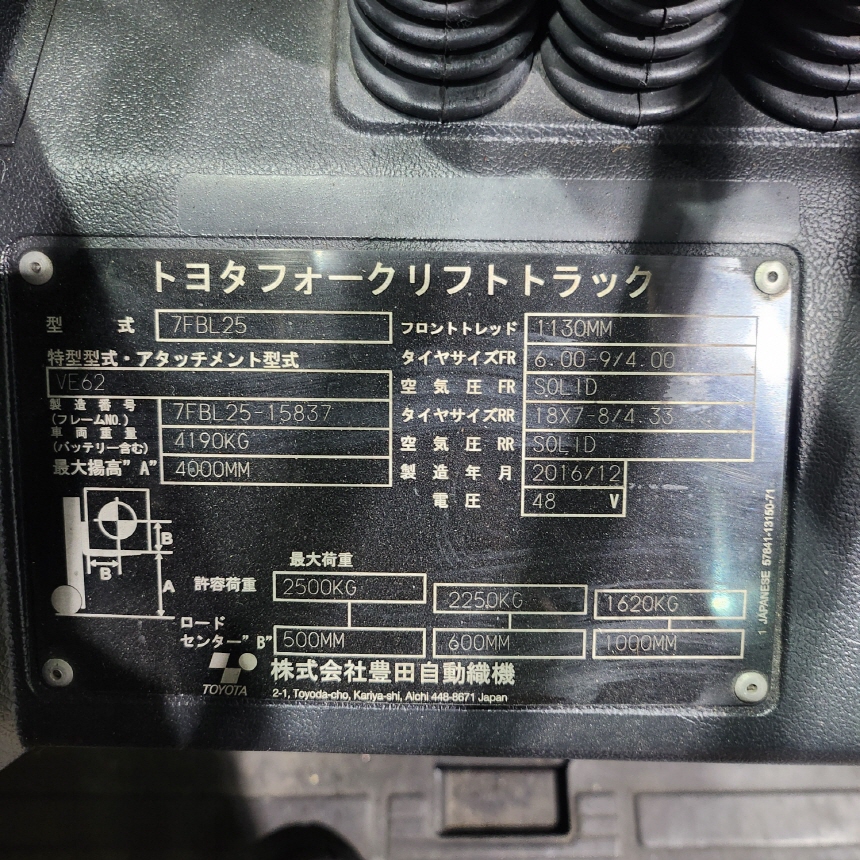 トヨタフォークリフトトラック
型式 7FBL25
特型型式・アタッチメント型式
VE62
製造番号(フレームNO.) 7FBL25-15837
車両重量(バッテリー含む) 4190KG
最大揚高"A" 4000MM
フロントトレッド 1130MM
タイヤサイズFR 6.00-9/4.00
空気圧 FR SOLID
タイヤサイズRR 18X7-8/4.33
空気圧 RR SOLID
製造年月 2016/12
電圧 48 V
B
B
A
最大荷重
許容荷重 2500KG 2250KG 1620KG
ロード
センター"B" 500MM 600MM 1000MM
TOYOTA
株式会社豊田自動織機
2-1, Toyoda-cho, Kariya-shi, Aichi 448-8671 Japan
1 JAPANESE 57841-13150-71